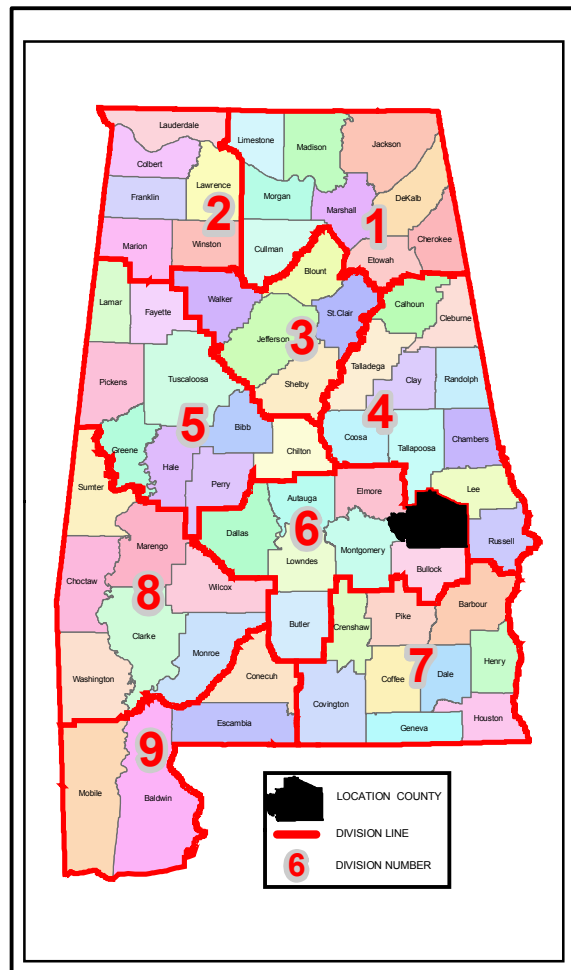 Lauderdale
Limestone
Madison
Jackson
Colbert
Lawrence
Franklin
Morgan
Marshall
DeKalb
2
1
Marion
Winston
Cullman
Cherokee
Etowah
Blount
Lamar
Fayette
Walker
St.Clair
Calhoun
Cleburne
Jefferson
3
Talladega
Pickens
Tuscaloosa
Shelby
Clay
Randolph
4
5
Bibb
Coosa
Tallapoosa
Chambers
Greene
Hale
Chilton
Perry
Sumter
Autauga
Elmore
Lee
Dallas
6
Marengo
Lowndes
Montgomery
Russell
Bullock
Choctaw
8
Wilcox
Barbour
Clarke
Butler
Crenshaw
Pike
Monroe
7
Washington
Conecuh
Coffee
Dale
Henry
Covington
Houston
Escambia
Geneva
9
Mobile
Baldwin
LOCATION COUNTY
DIVISION LINE
6
DIVISION NUMBER